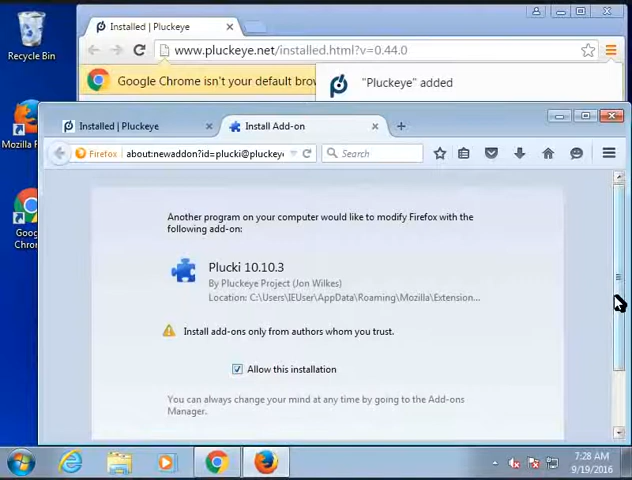 Recycle Bin
Mozilla F
Goog
Chro
Installed | Pluckeye
www.pluckeye.net/installed.html?v=0.44.0
Google Chrome isn't your default brow
"Pluckeye" added
Installed | Pluckeye
Install Add-on
Firefox
about:newaddon?id=plucki@pluckeye
Search
Another program on your computer would like to modify Firefox with the
following add-on:
Plucki 10.10.3
By Pluckeye Project (Jon Wilkes)
Location: C:\Users\IEUser\AppData\Roaming\Mozilla\Extension...
Install add-ons only from authors whom you trust.
Allow this installation
You can always change your mind at any time by going to the Add-ons
Manager.
7:28 AM
9/19/2016